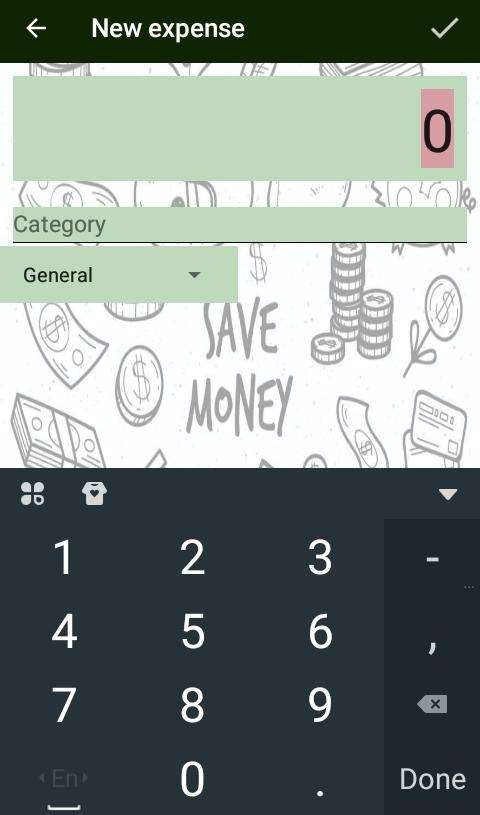 New expense
0
Category
General
SAVE
MONEY
1 2 3 -
4 5 6 ,
7 8 9
En 0 . Done